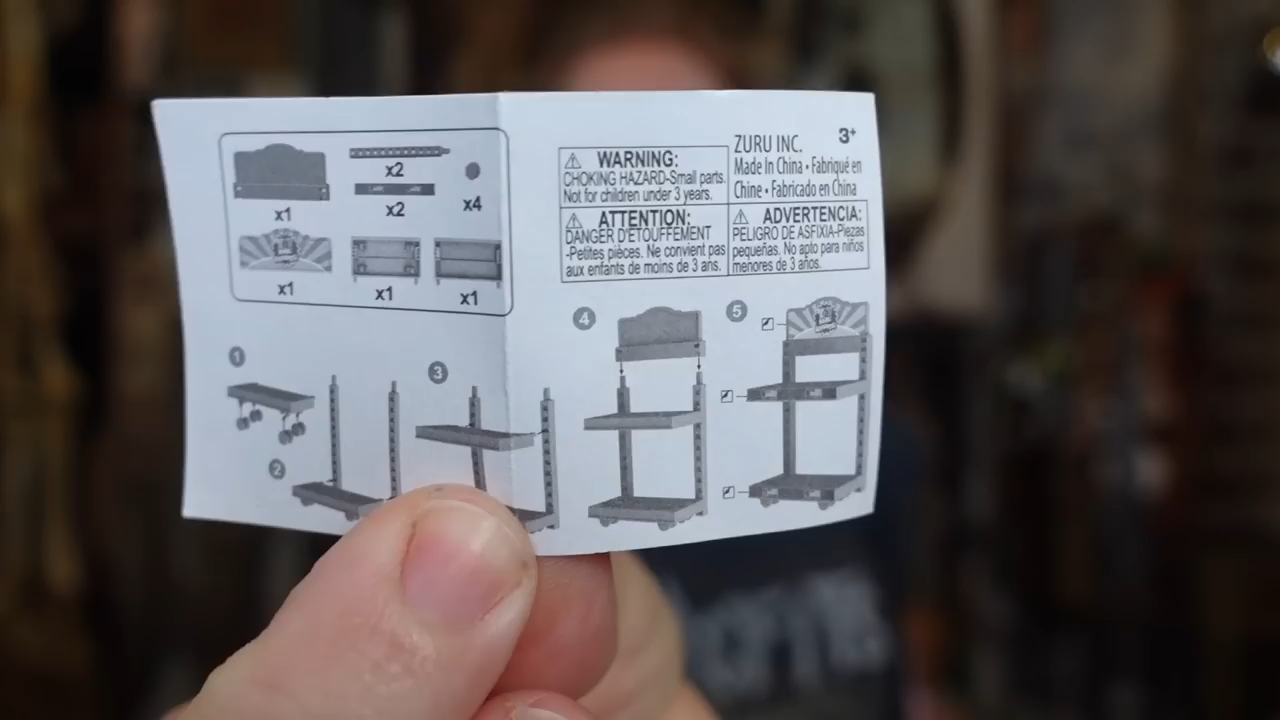 x1
x2
x2
x4
x1
x1
x1
WARNING:
CHOKING HAZARD-Small parts.
Not for children under 3 years.
ZURU INC.
3+
Made In China • Fabriqué en
Chine • Fabricado en China
ATTENTION:
DANGER D'ETOUFFEMENT
-Petites pièces. Ne convient pas
aux enfants de moins de 3 ans.
ADVERTENCIA:
PELIGRO DE ASFIXIA-Piezas
pequeñas. No apto para niños
menores de 3 años.
1
2
3
4
5